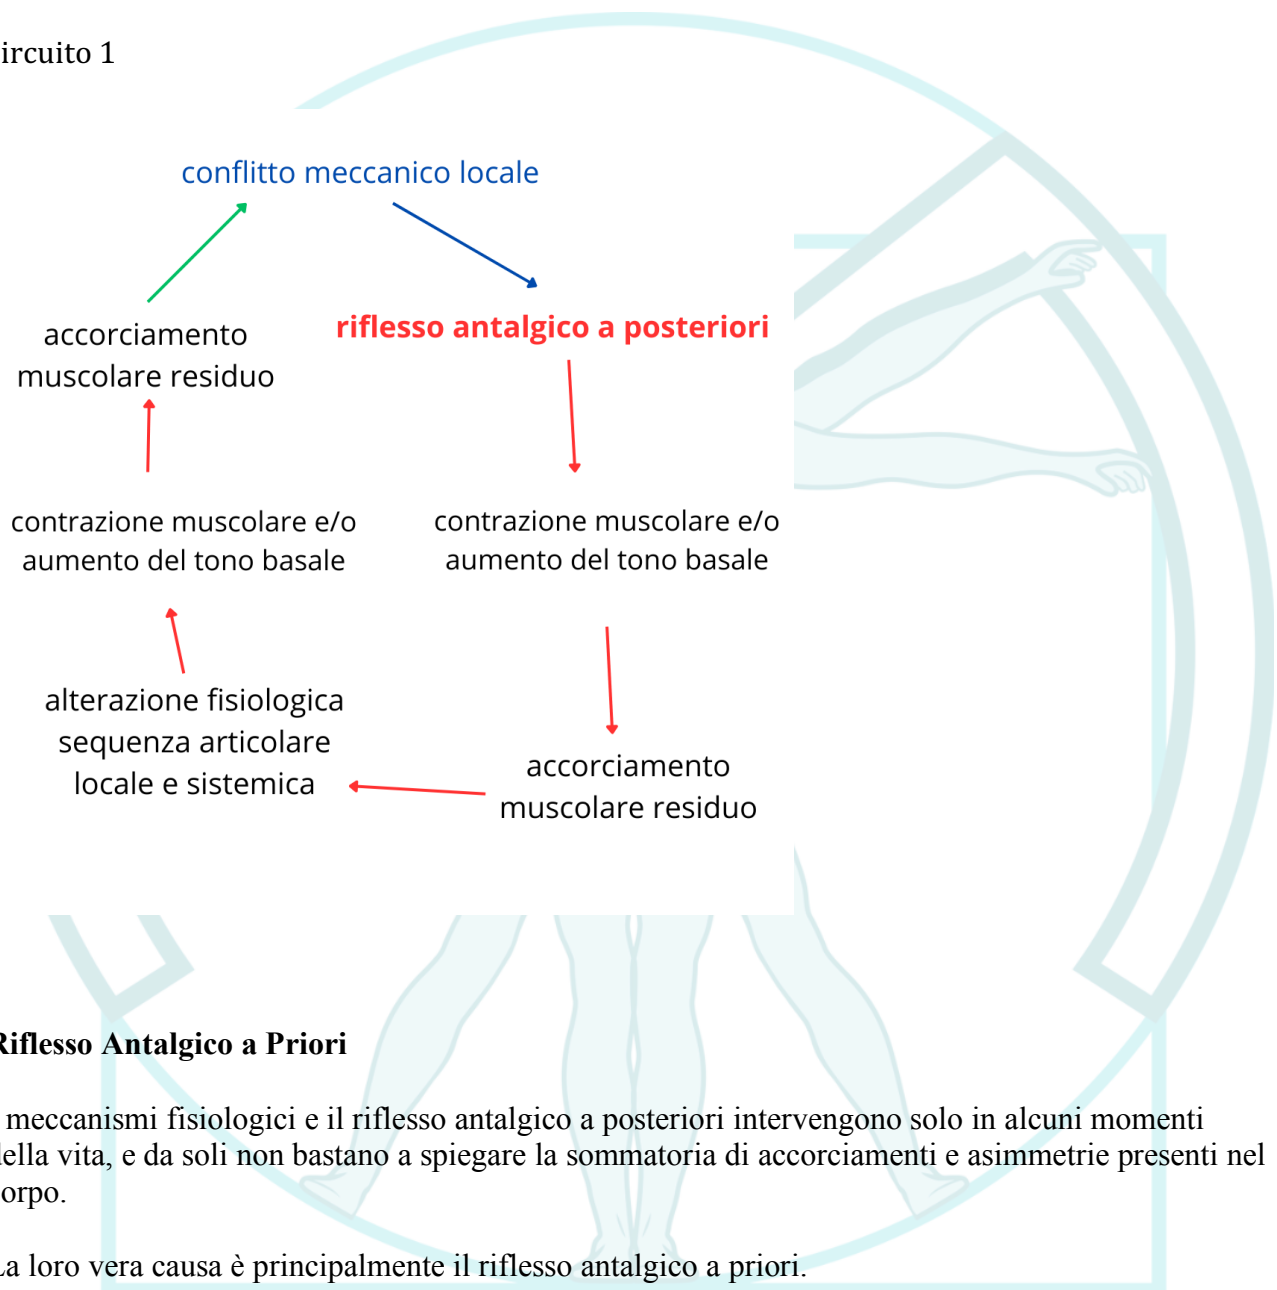 ircuito 1
conflitto meccanico locale
riflesso antalgico a posteriori
contrazione muscolare e/o
aumento del tono basale
accorciamento
muscolare residuo
alterazione fisiologica
sequenza articolare
locale e sistemica
contrazione muscolare e/o
aumento del tono basale
accorciamento
muscolare residuo
Riflesso Antalgico a Priori
meccanismi fisiologici e il riflesso antalgico a posteriori intervengono solo in alcuni momenti
della vita, e da soli non bastano a spiegare la sommatoria di accorciamenti e asimmetrie presenti nel
orpo.
La loro vera causa è principalmente il riflesso antalgico a priori.